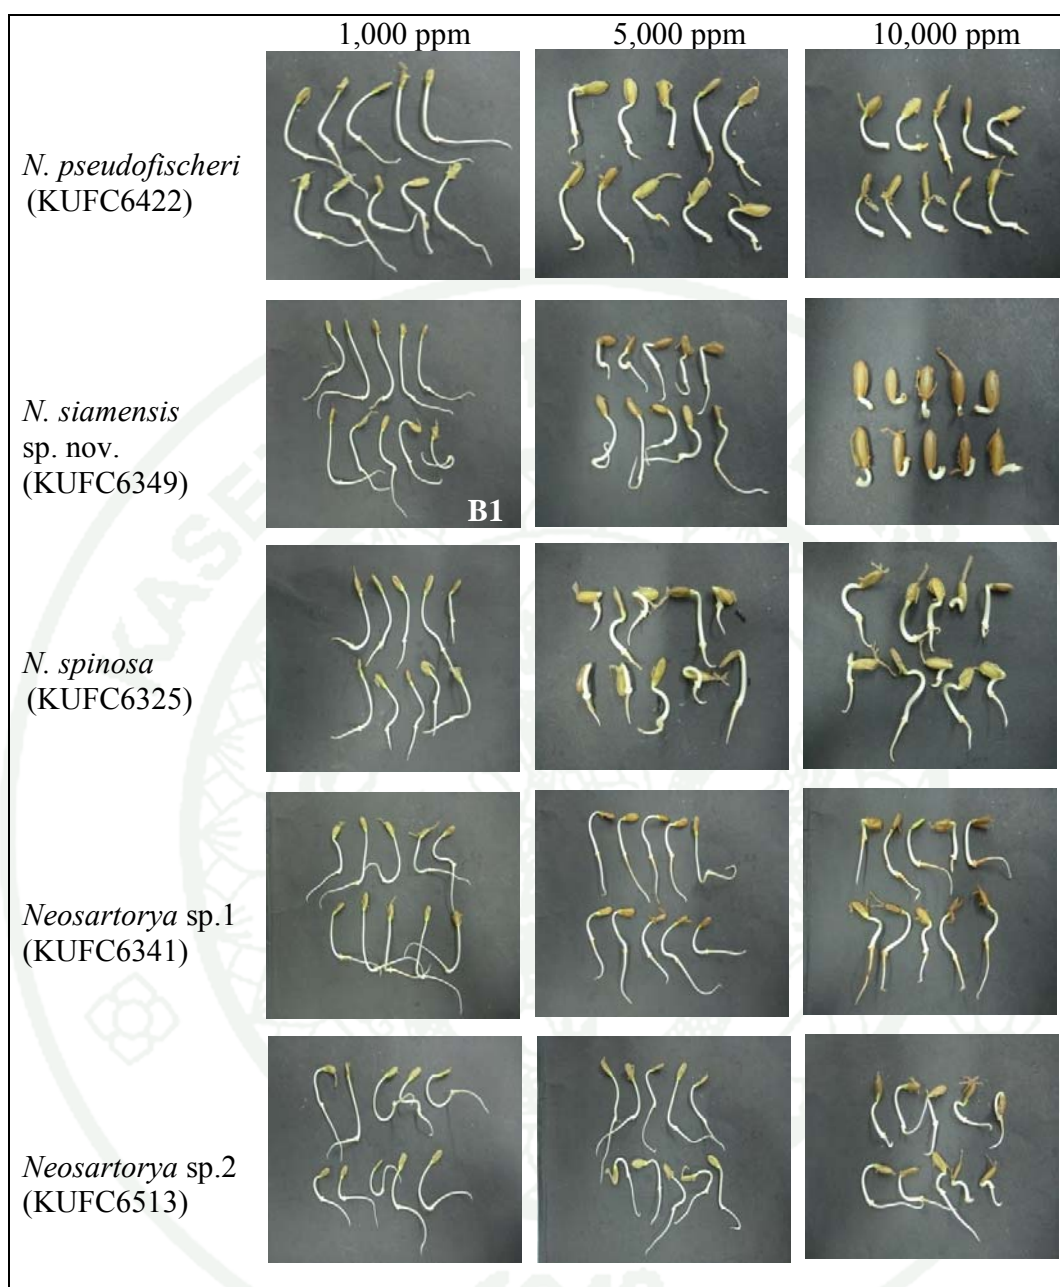 1,000 ppm 5,000 ppm 10,000 ppm
N. pseudofischeri
(KUFC6422)
N. siamensis
sp. nov.
(KUFC6349)
B1
N. spinosa
(KUFC6325)
Neosartorya sp.1
(KUFC6341)
Neosartorya sp.2
(KUFC6513)